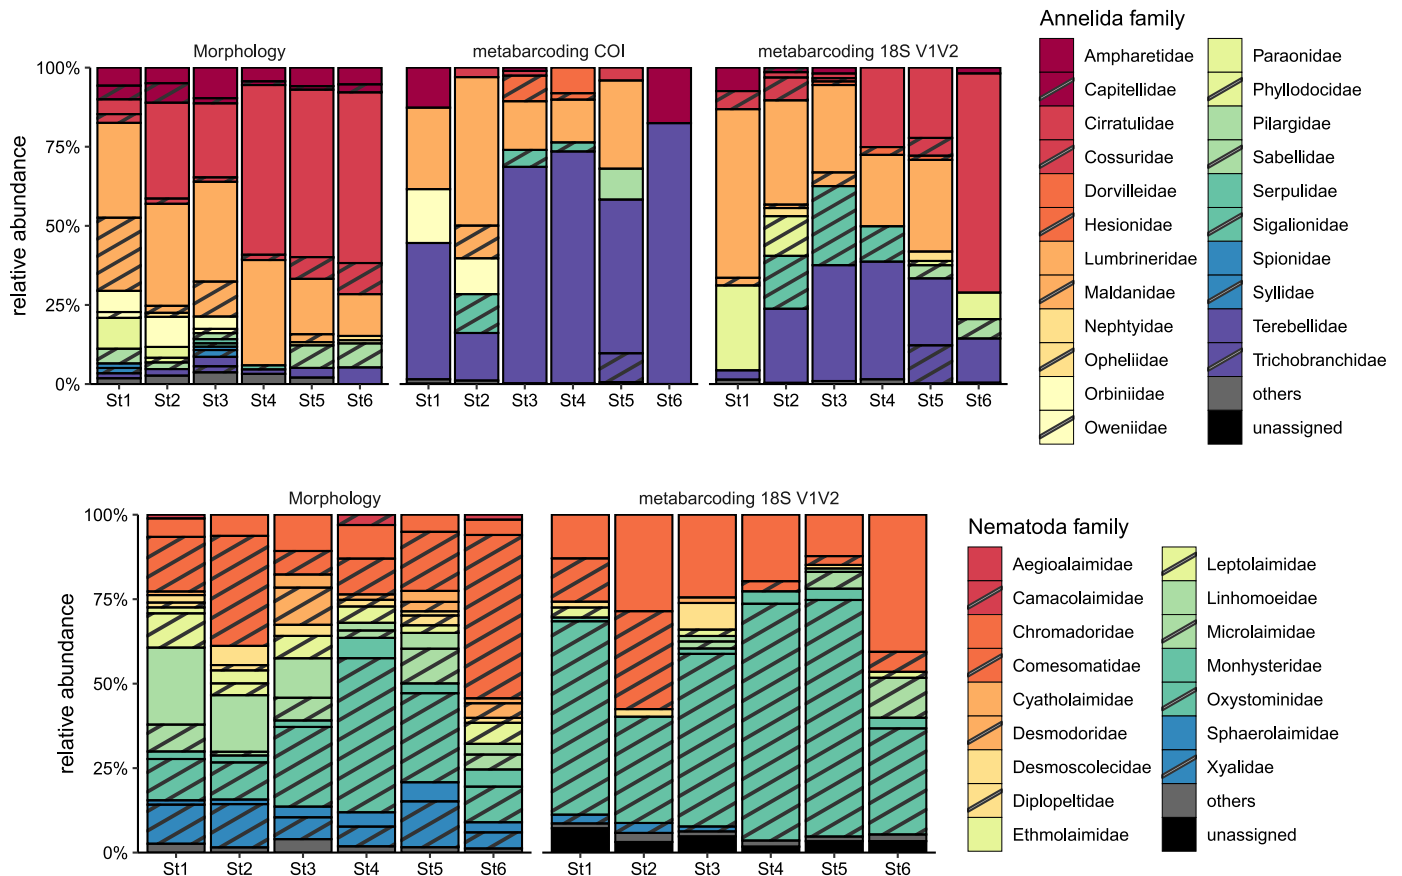 Morphology
metabarcoding COI
metabarcoding 18S V1V2
relative abundance
100%
75%
50%
25%
0%
St1 St2 St3 St4 St5 St6
St1 St2 St3 St4 St5 St6
St1 St2 St3 St4 St5 St6
Annelida family
Ampharetidae
Capitellidae
Cirratulidae
Cossuridae
Dorvilleidae
Hesionidae
Lumbrineridae
Maldanidae
Nephtyidae
Opheliidae
Orbiniidae
Oweniidae
Paraonidae
Phyllodocidae
Pilargidae
Sabellidae
Serpulidae
Sigalionidae
Spionidae
Syllidae
Terebellidae
Trichobranchidae
others
unassigned
Morphology
metabarcoding 18S V1V2
relative abundance
100%
75%
50%
25%
0%
St1 St2 St3 St4 St5 St6
St1 St2 St3 St4 St5 St6
Nematoda family
Aegioalaimidae
Camacolaimidae
Chromadoridae
Comesomatidae
Cyatholaimidae
Desmodoridae
Desmoscolecidae
Diplopeltidae
Ethmolaimidae
Leptolaimidae
Linhomoeidae
Microlaimidae
Monhysteridae
Oxystominidae
Sphaerolaimidae
Xyalidae
others
unassigned